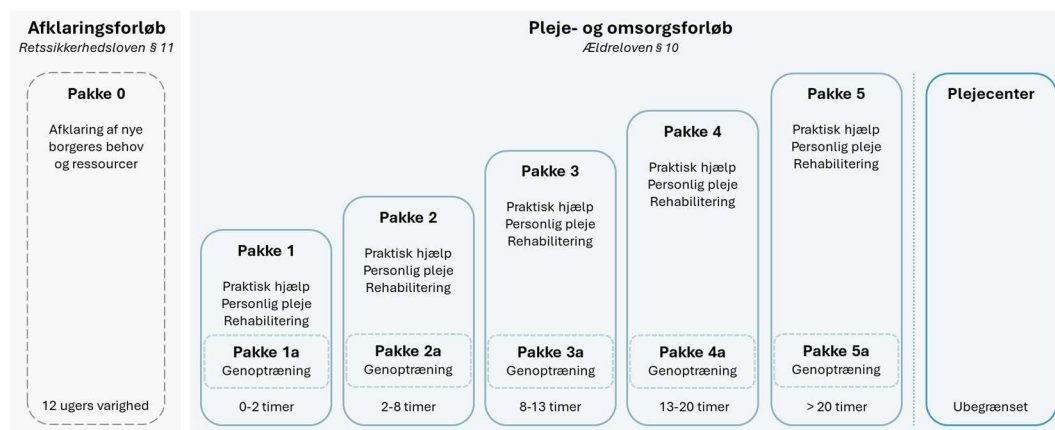 Afklaringsforløb
Retssikkerhedsloven § 11
Pakke 0
Afklaring af nye
borgeres behov
og ressourcer
12 ugers varighed
Pleje- og omsorgsforløb
Ældreloven § 10
Pakke 1
Praktisk hjælp
Personlig pleje
Rehabilitering
Pakke 1a
Genoptræning
0-2 timer
Pakke 2
Praktisk hjælp
Personlig pleje
Rehabilitering
Pakke 2a
Genoptræning
2-8 timer
Pakke 3
Praktisk hjælp
Personlig pleje
Rehabilitering
Pakke 3a
Genoptræning
8-13 timer
Pakke 4
Praktisk hjælp
Personlig pleje
Rehabilitering
Pakke 4a
Genoptræning
13-20 timer
Pakke 5
Praktisk hjælp
Personlig pleje
Rehabilitering
Pakke 5a
Genoptræning
> 20 timer
Plejecenter
Ubegrænset